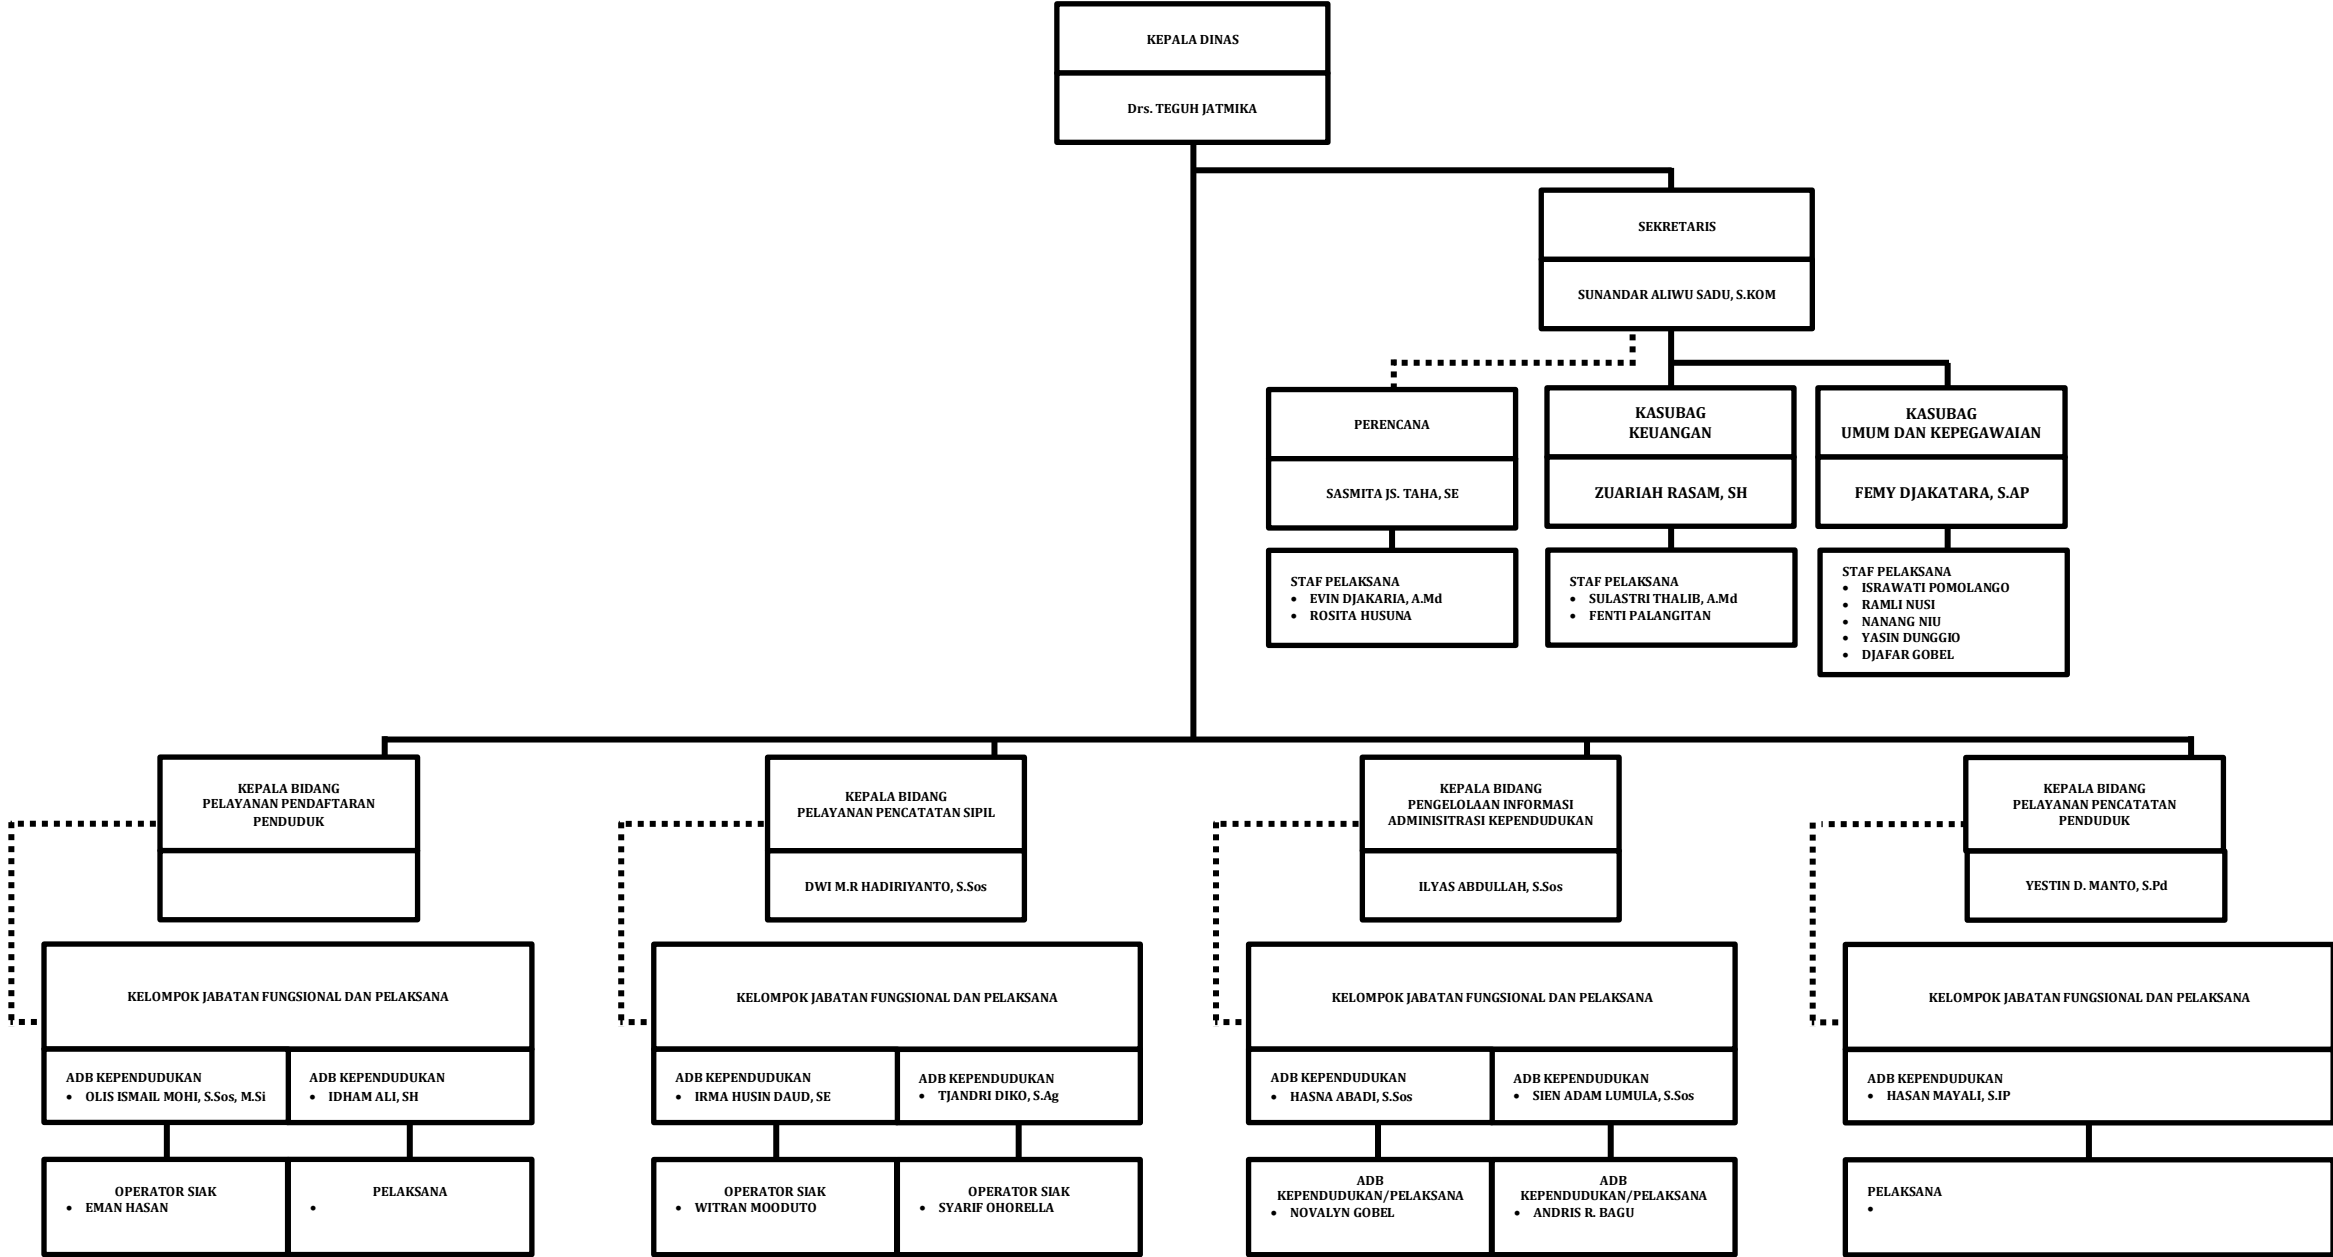 KEPALA DINAS
Drs. TEGUH JATMIKA
SEKRETARIS
SUNANDAR ALIWU SADU, S.KOM
PERENCANA
SASMITA JS. TAHA, SE
KASUBAG
KEUANGAN
ZUARIAH RASAM, SH
KASUBAG
UMUM DAN KEPEGAWAIAN
FEMY DJAKATARA, S.AP
STAF PELAKSANA
• EVIN DJAKARIA, A.Md
• ROSITA HUSUNA
STAF PELAKSANA
• SULASTRI THALIB, A.Md
• FENTI PALANGITAN
STAF PELAKSANA
• ISRAWATI POMOLANGO
• RAMLI NUSI
• NANANG NIU
• YASIN DUNGGIO
• DJAFAR GOBEL
KEPALA BIDANG
PELAYANAN PENDAFTARAN
PENDUDUK
KEPALA BIDANG
PELAYANAN PENCATATAN SIPIL
DWI M.R HADIRIYANTO, S.Sos
KEPALA BIDANG
PENGELOLAAN INFORMASI
ADMINISITRASI KEPENDUDUKAN
ILYAS ABDULLAH, S.Sos
KEPALA BIDANG
PELAYANAN PENCATATAN
PENDUDUK
YESTIN D. MANTO, S.Pd
KELOMPOK JABATAN FUNGSIONAL DAN PELAKSANA
ADB KEPENDUDUKAN
• OLIS ISMAIL MOHI, S.Sos, M.Si
ADB KEPENDUDUKAN
• IDHAM ALI, SH
OPERATOR SIAK
• EMAN HASAN
PELAKSANA
•
KELOMPOK JABATAN FUNGSIONAL DAN PELAKSANA
ADB KEPENDUDUKAN
• IRMA HUSIN DAUD, SE
ADB KEPENDUDUKAN
• TJANDRI DIKO, S.Ag
OPERATOR SIAK
• WITRAN MOODUTO
OPERATOR SIAK
• SYARIF OHORELLA
KELOMPOK JABATAN FUNGSIONAL DAN PELAKSANA
ADB KEPENDUDUKAN
• HASNA ABADI, S.Sos
ADB KEPENDUDUKAN
• SIEN ADAM LUMULA, S.Sos
ADB
KEPENDUDUKAN/PELAKSANA
• NOVALYN GOBEL
ADB
KEPENDUDUKAN/PELAKSANA
• ANDRIS R. BAGU
KELOMPOK JABATAN FUNGSIONAL DAN PELAKSANA
ADB KEPENDUDUKAN
• HASAN MAYALI, S.IP
PELAKSANA
•